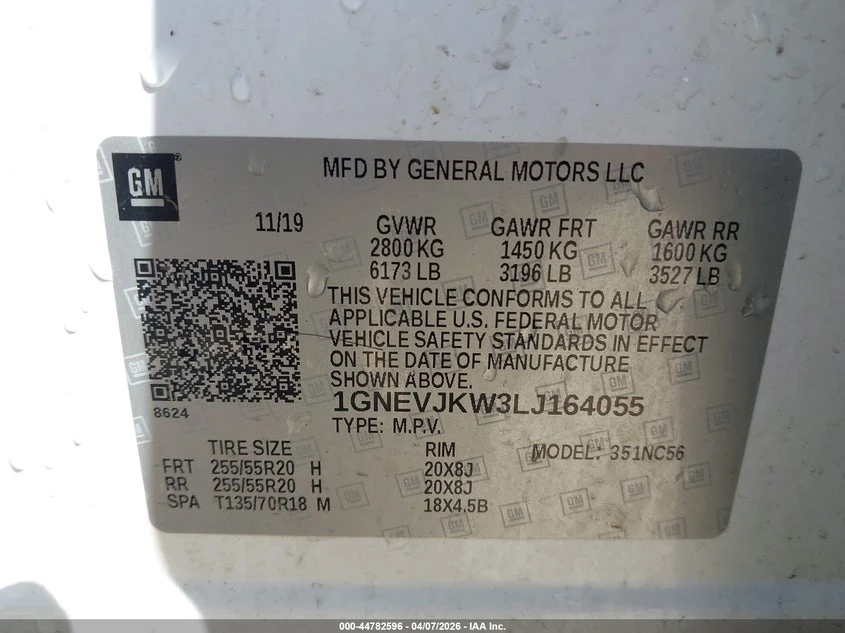 GM
MFD BY GENERAL MOTORS LLC
11/19 GVWR GAWR FRT GAWR RR
2800 KG 1450 KG 1600 KG
6173 LB 3196 LB 3527 LB
THIS VEHICLE CONFORMS TO ALL
APPLICABLE U.S. FEDERAL MOTOR
VEHICLE SAFETY STANDARDS IN EFFECT
ON THE DATE OF MANUFACTURE
SHOWN ABOVE.
1GNEVJKW3LJ164055
8624
TYPE: M.P.V.
TIRE SIZE RIM MODEL: 351NC56
FRT 255/55R20 H 20X8J
RR 255/55R20 H 20X8J
SPA T135/70R18 M 18X4.5B
000-44782596 - 04/07/2026 - IAA Inc.